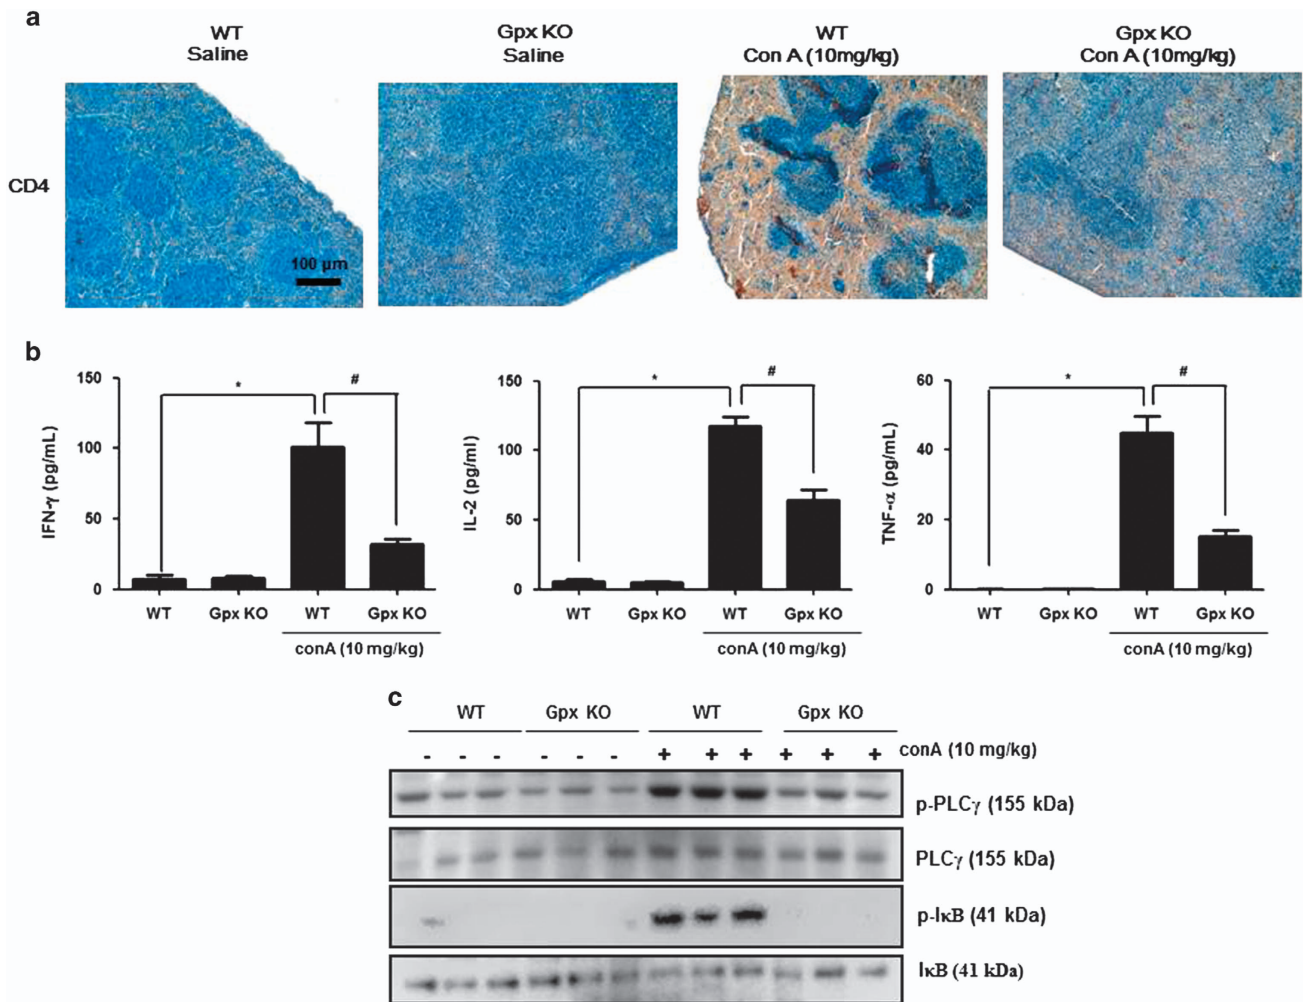 a
WT
Saline
Gpx KO
Saline
WT
Con A (10mg/kg)
Gpx KO
Con A (10mg/kg)
CD4
100 μm
b
IFN-γ (pg/mL)
150
100
50
0
*
#
WT
Gpx KO
WT
Gpx KO
conA (10 mg/kg)
IL-2 (pg/ml)
150
100
50
0
*
#
WT
Gpx KO
WT
Gpx KO
conA (10 mg/kg)
TNF-α (pg/mL)
60
40
20
0
*
#
WT
Gpx KO
WT
Gpx KO
conA (10 mg/kg)
c
WT Gpx KO WT Gpx KO
- - - - - - + + + + + + conA (10 mg/kg)
p-PLCγ (155 kDa)
PLCγ (155 kDa)
p-IκB (41 kDa)
IκB (41 kDa)